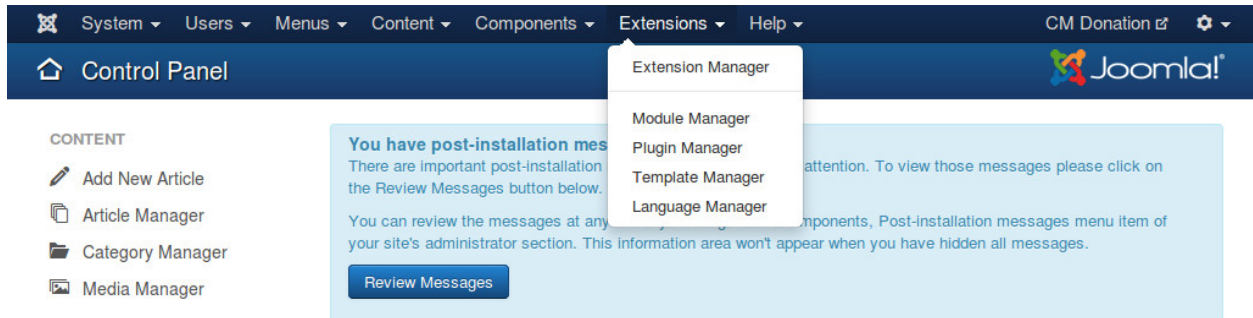 System Users Menus Content Components Extensions Help CM Donation
Control Panel Joomla!
Extension Manager
Module Manager
Plugin Manager
Template Manager
Language Manager
CONTENT
Add New Article
Article Manager
Category Manager
Media Manager
You have post-installation mes
There are important post-installation attention. To view those messages please click on
the Review Messages button below.
You can review the messages at any mponents, Post-installation messages menu item of
your site's administrator section. This information area won't appear when you have hidden all messages.
Review Messages